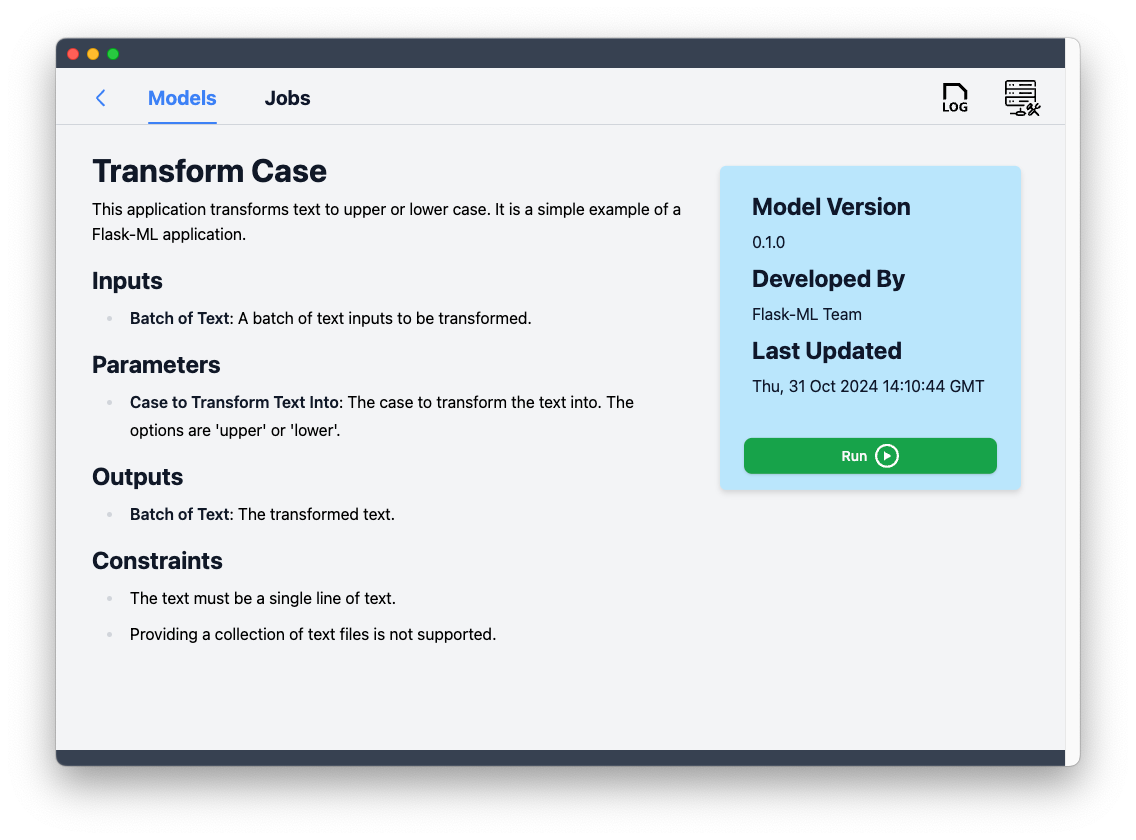 Models
Jobs
LOG
Transform Case
This application transforms text to upper or lower case. It is a simple example of a
Flask-ML application.
Inputs
Batch of Text: A batch of text inputs to be transformed.
Parameters
Case to Transform Text Into: The case to transform the text into. The
options are 'upper' or 'lower'.
Outputs
Batch of Text: The transformed text.
Constraints
The text must be a single line of text.
Providing a collection of text files is not supported.
Model Version
0.1.0
Developed By
Flask-ML Team
Last Updated
Thu, 31 Oct 2024 14:10:44 GMT
Run